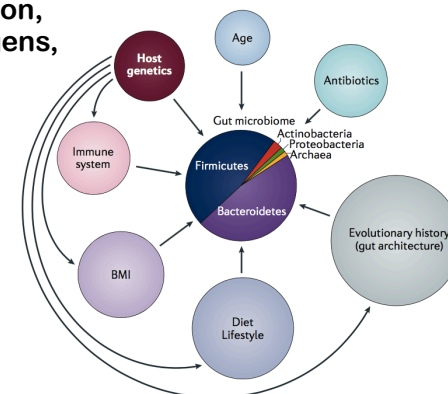 on,
gens,
Host
genetics
Age
Antibiotics
Gut microbiome
Actinobacteria
Proteobacteria
Archaea
Immune
system
Firmicutes
Bacteroidetes
Evolutionary history
(gut architecture)
BMI
Diet
Lifestyle